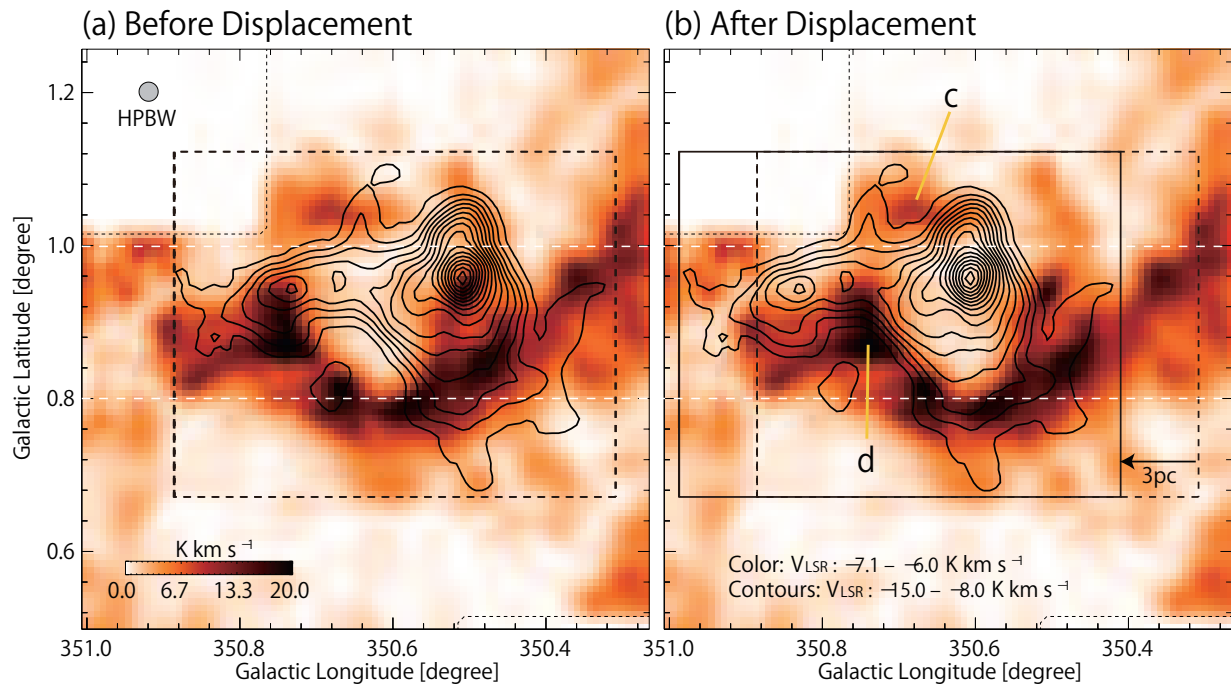 (a) Before Displacement
(b) After Displacement
HPBW
c
d
3pc
K km s⁻¹
0.0 6.7 13.3 20.0
Color: VLSR : −7.1 − −6.0 K km s⁻¹
Contours: VLSR : −15.0 − −8.0 K km s⁻¹
1.2
1.0
0.8
0.6
Galactic Latitude [degree]
351.0 350.8 350.6 350.4
351.0 350.8 350.6 350.4
Galactic Longitude [degree]
Galactic Longitude [degree]